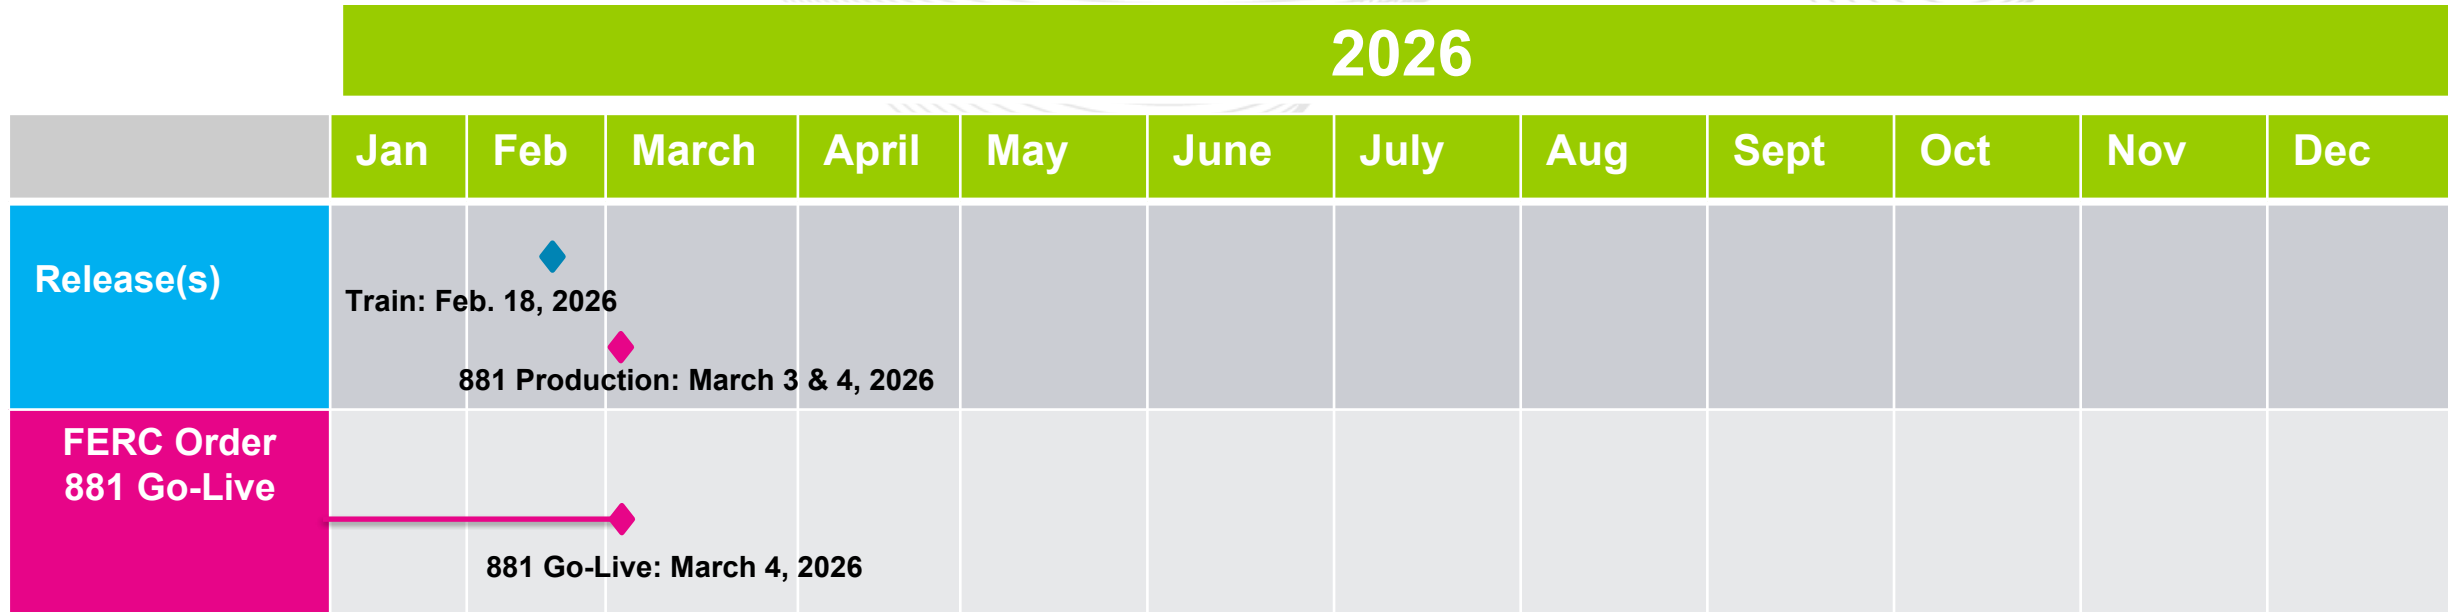 2026
Jan Feb March April May June July Aug Sept Oct Nov Dec
Release(s)
Train: Feb. 18, 2026
881 Production: March 3 & 4, 2026
FERC Order
881 Go-Live
881 Go-Live: March 4, 2026